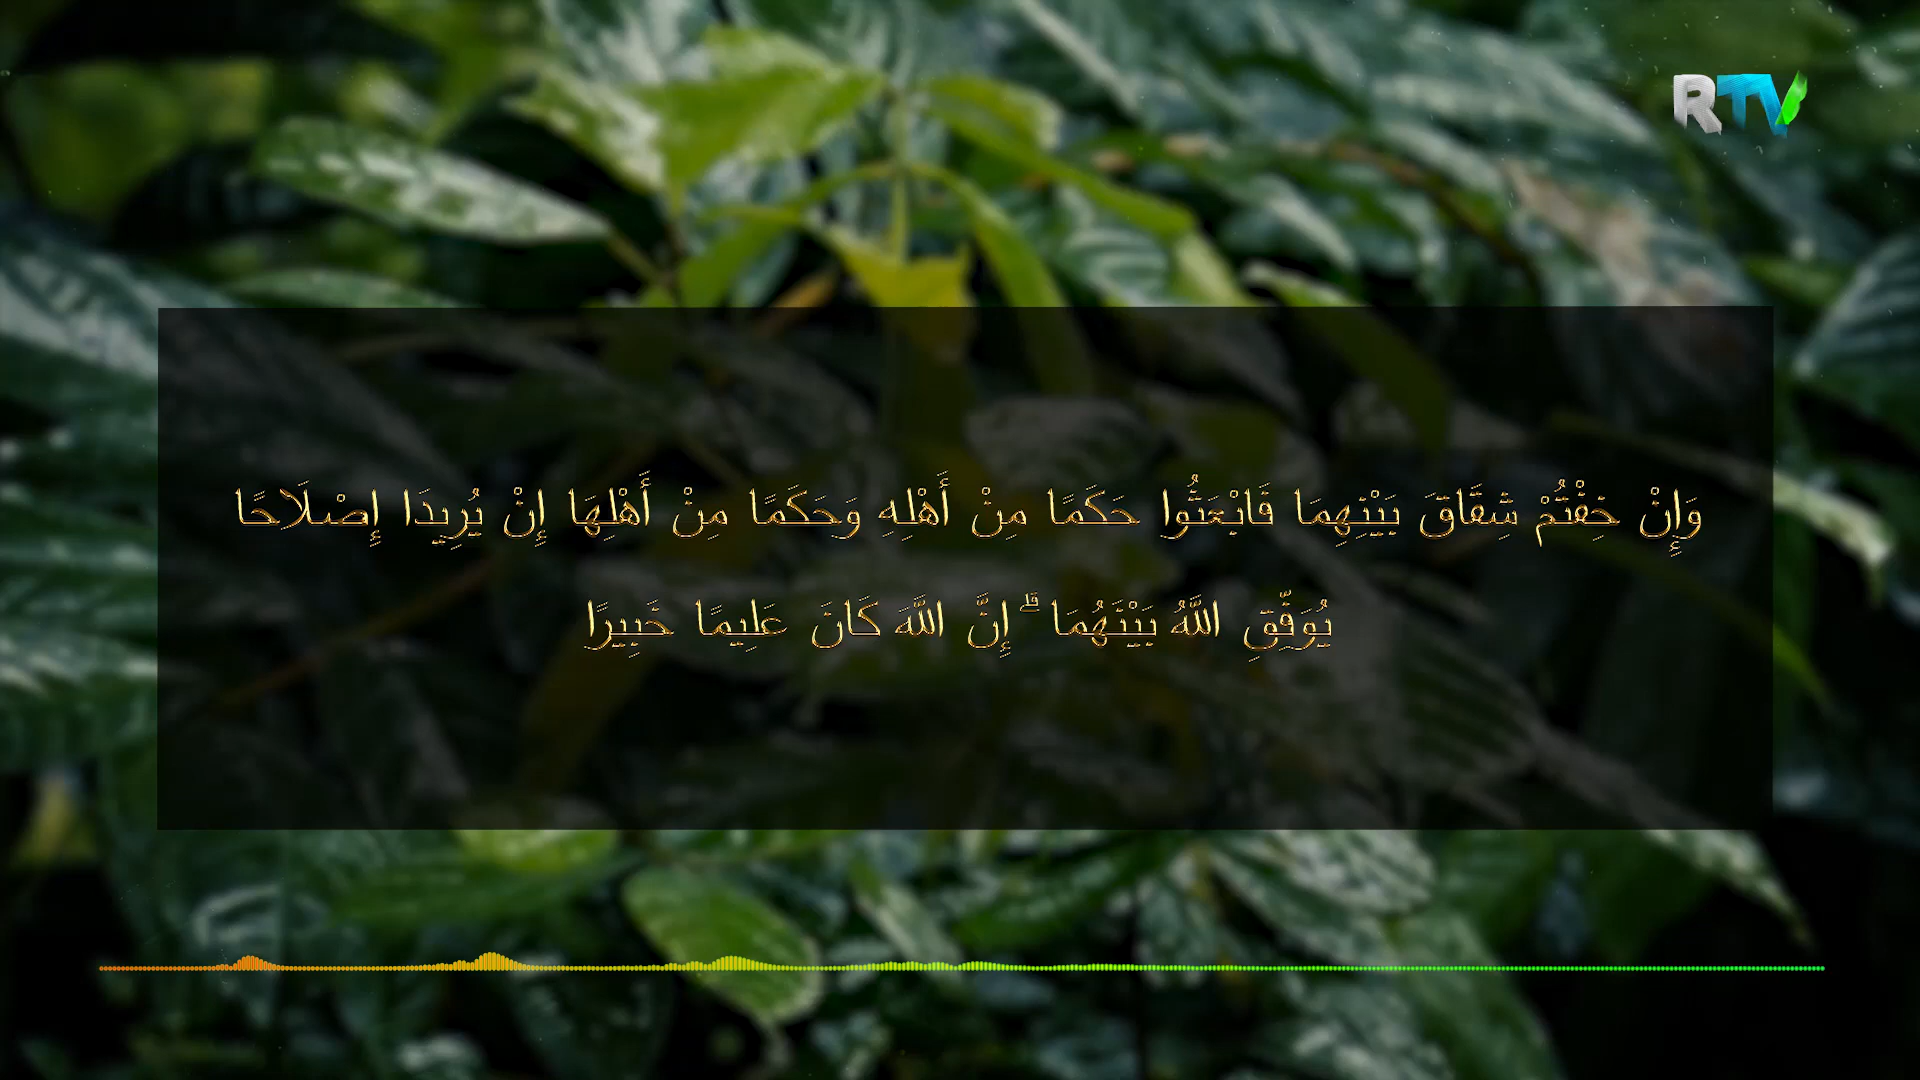 RTV
وَإِنْ خِفْتُمْ شِقَاقَ بَيْنِهِمَا فَابْعَثُوا حَكَمًا مِنْ أَهْلِهِ وَحَكَمًا مِنْ أَهْلِهَا إِنْ يُرِيدَا إِصْلَاحًا
يُوَفِّقِ اللَّهُ بَيْنَهُمَا ۗ إِنَّ اللَّهَ كَانَ عَلِيمًا خَبِيرًا